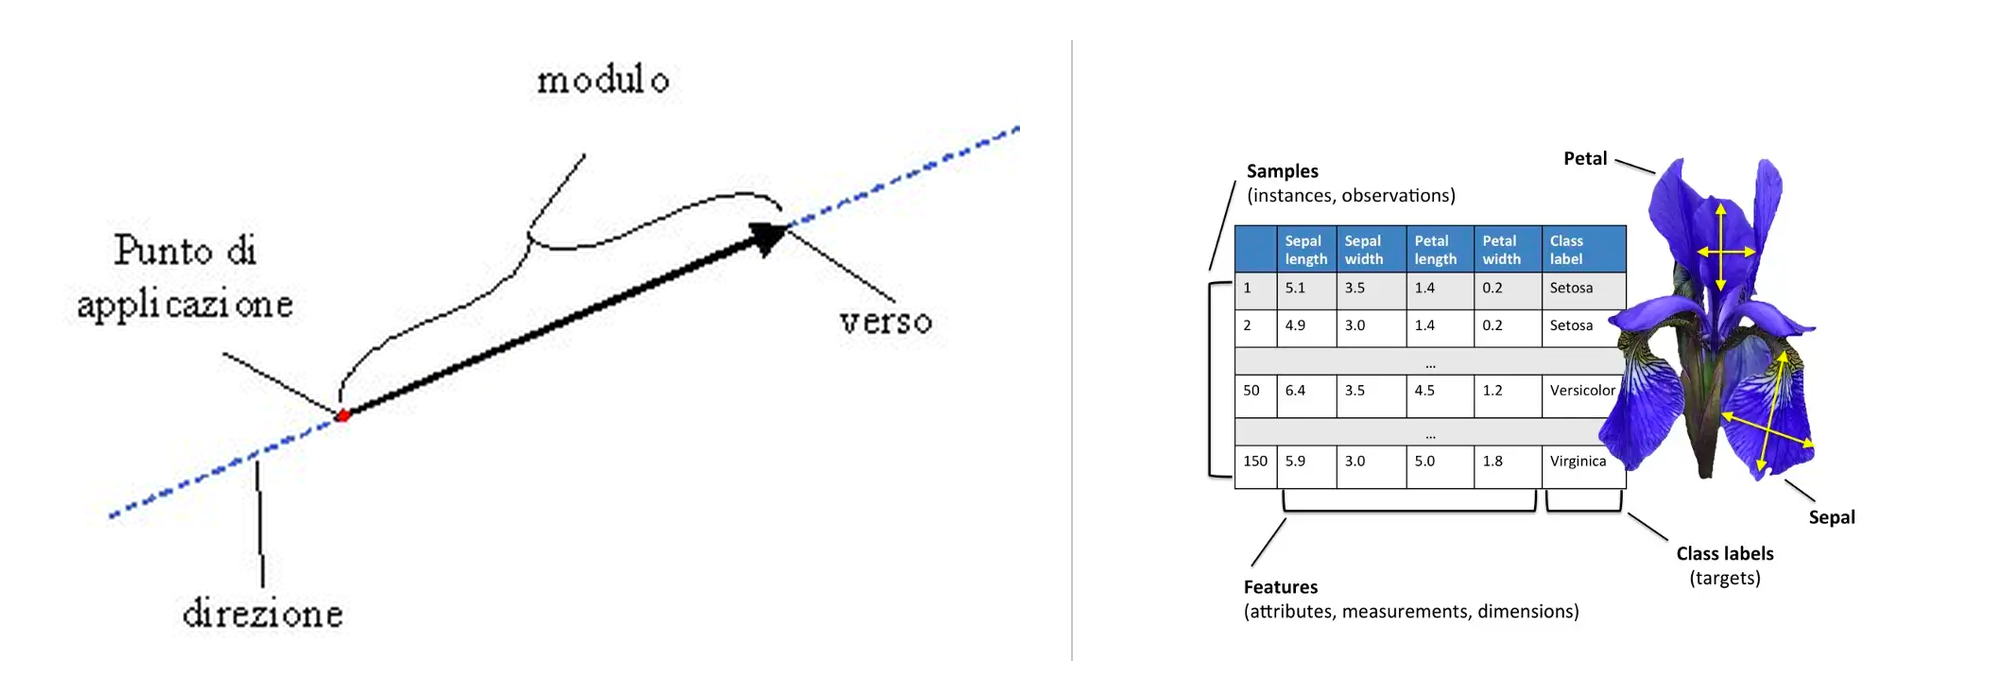 modulo
Punto di
applicazione
verso
direzione
Petal
Samples
(instances, observations)
Sepal length Sepal width Petal length Petal width Class label
1 5.1 3.5 1.4 0.2 Setosa
2 4.9 3.0 1.4 0.2 Setosa
...
50 6.4 3.5 4.5 1.2 Versicolor
...
150 5.9 3.0 5.0 1.8 Virginica
Sepal
Class labels
(targets)
Features
(attributes, measurements, dimensions)